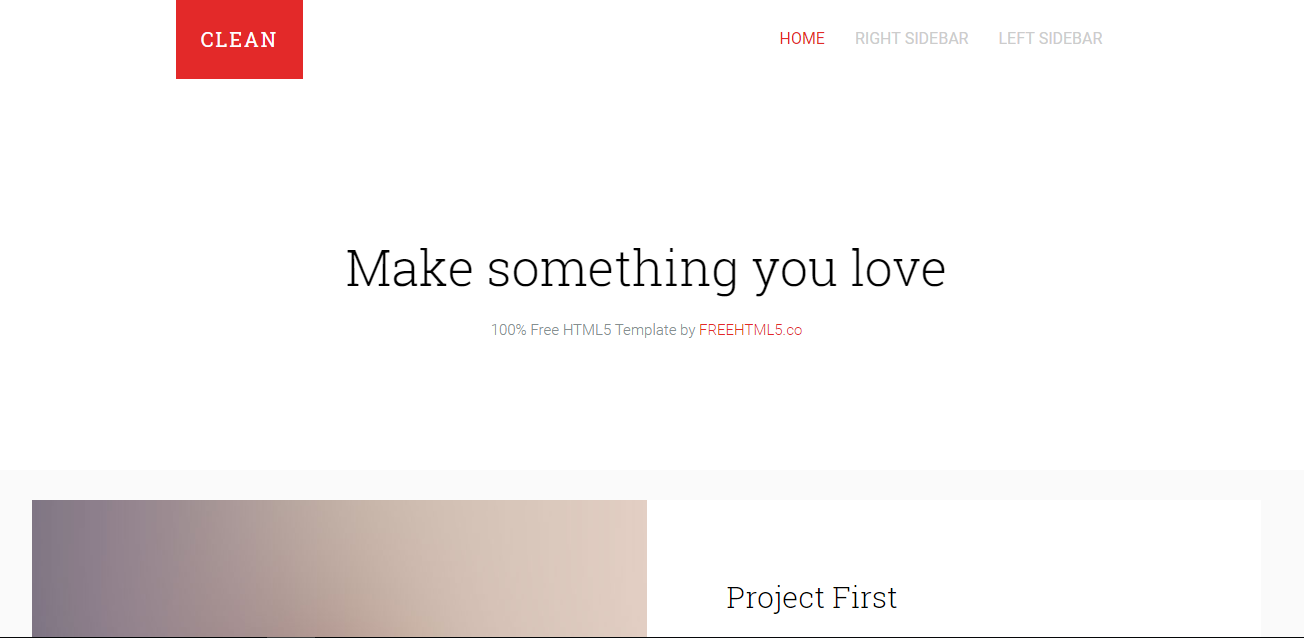 CLEAN
HOME RIGHT SIDEBAR LEFT SIDEBAR
Make something you love
100% Free HTML5 Template by FREEHTML5.co
Project First